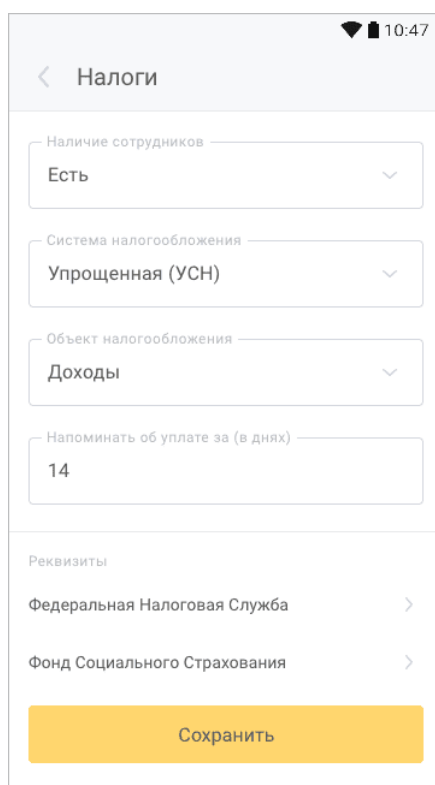 10:47
Налоги
Наличие сотрудников
Есть
Система налогообложения
Упрощенная (УСН)
Объект налогообложения
Доходы
Напоминать об уплате за (в днях)
14
Реквизиты
Федеральная Налоговая Служба
Фонд Социального Страхования
Сохранить